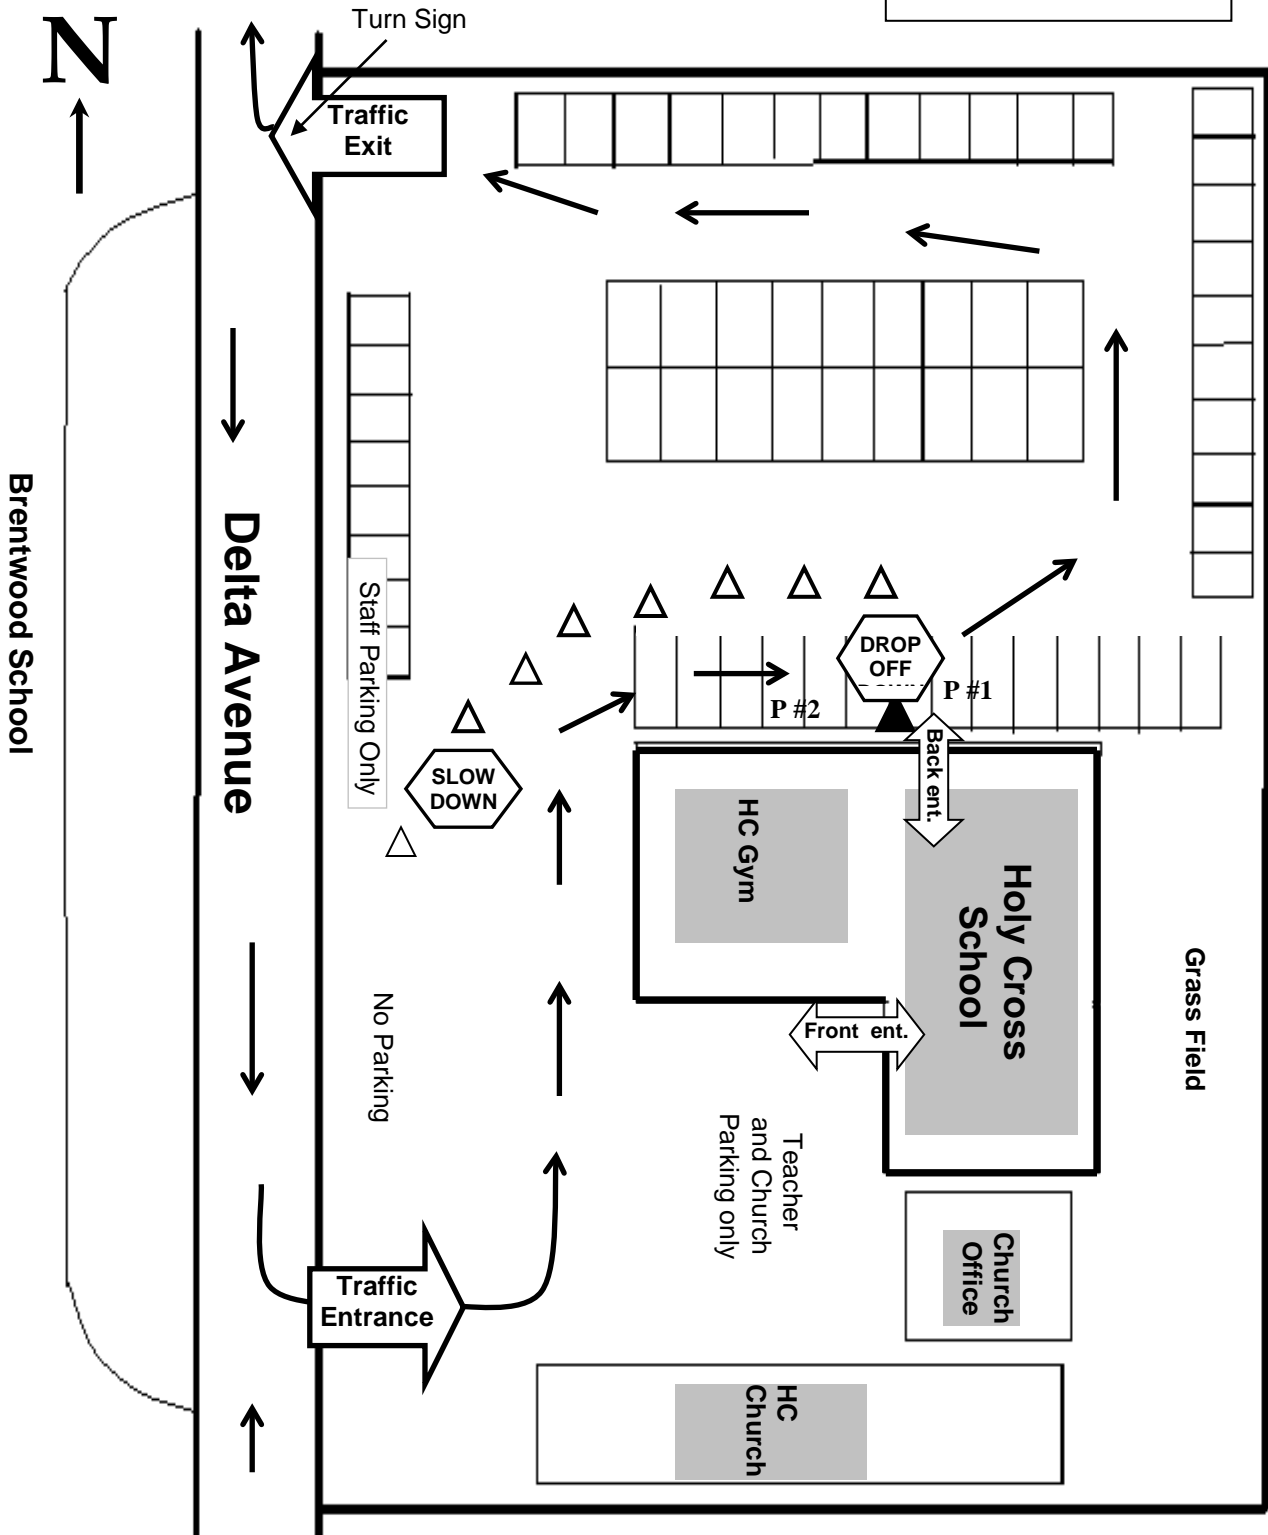 Turn Sign
N
Traffic
Exit
Brentwood School
Delta Avenue
Staff Parking Only
DROP
OFF
P #1
P #2
Back ent.
SLOW
DOWN
HC Gym
Holy Cross
School
Grass Field
Front ent.
No Parking
Teacher
and Church
Parking only
Church
Office
Traffic
Entrance
HC
Church